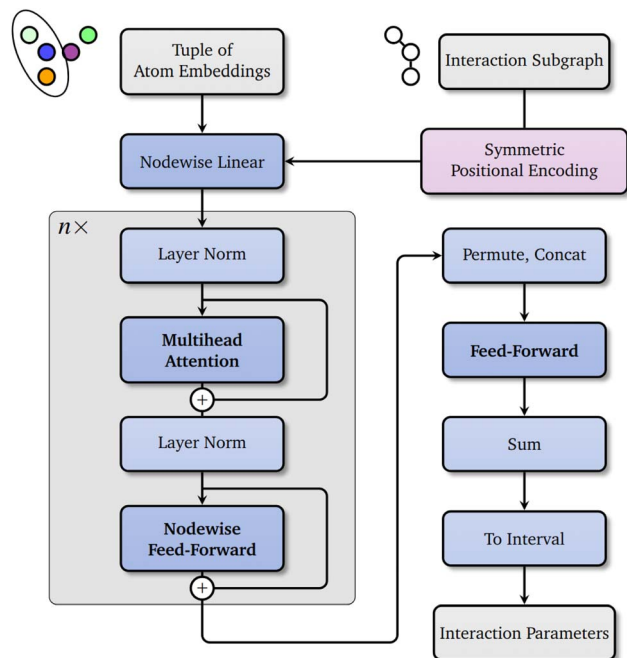 Tuple of
Atom Embeddings
Interaction Subgraph
Nodewise Linear
Symmetric
Positional Encoding
n×
Layer Norm
Multihead
Attention
+
Layer Norm
Nodewise
Feed-Forward
+
Permute, Concat
Feed-Forward
Sum
To Interval
Interaction Parameters